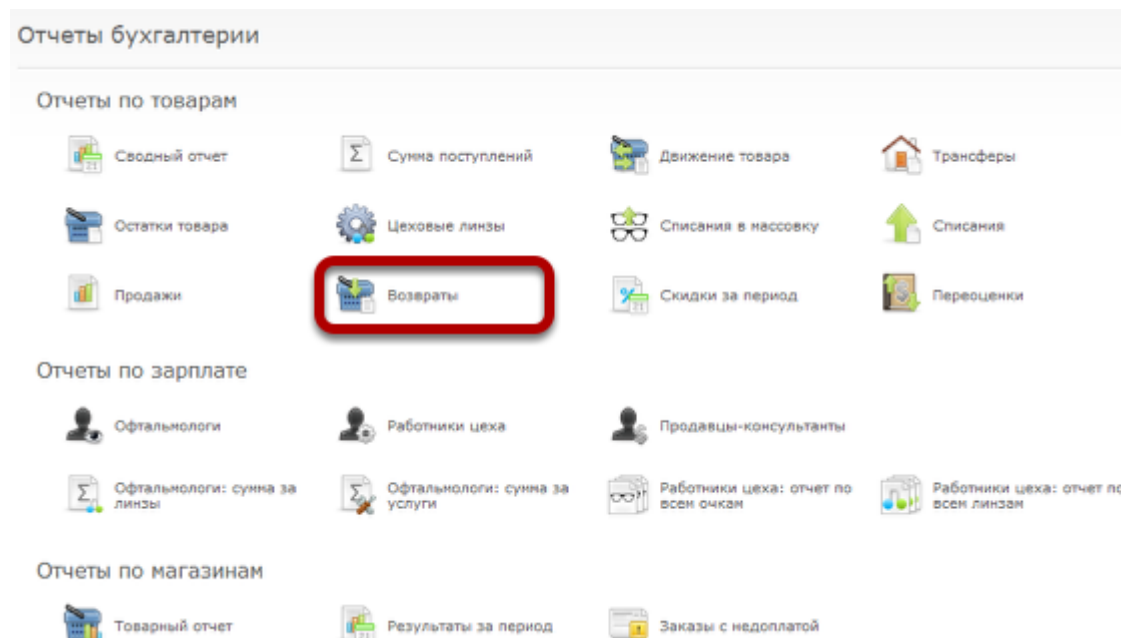 Отчеты бухгалтерии
Отчеты по товарам
Сводный отчет
Сумма поступлений
Движение товара
Трансферы
Остатки товара
Цеховые линзы
Списания в массовку
Списания
Продажи
Возвраты
Скидки за период
Переоценки
Отчеты по зарплате
Офтальмологи
Работники цеха
Продавцы-консультанты
Офтальмологи: сумма за
линзы
Офтальмологи: сумма за
услуги
Работники цеха: отчет по
всем очкам
Работники цеха: отчет по
всем линзам
Отчеты по магазинам
Товарный отчет
Результаты за период
Заказы с недоплатой